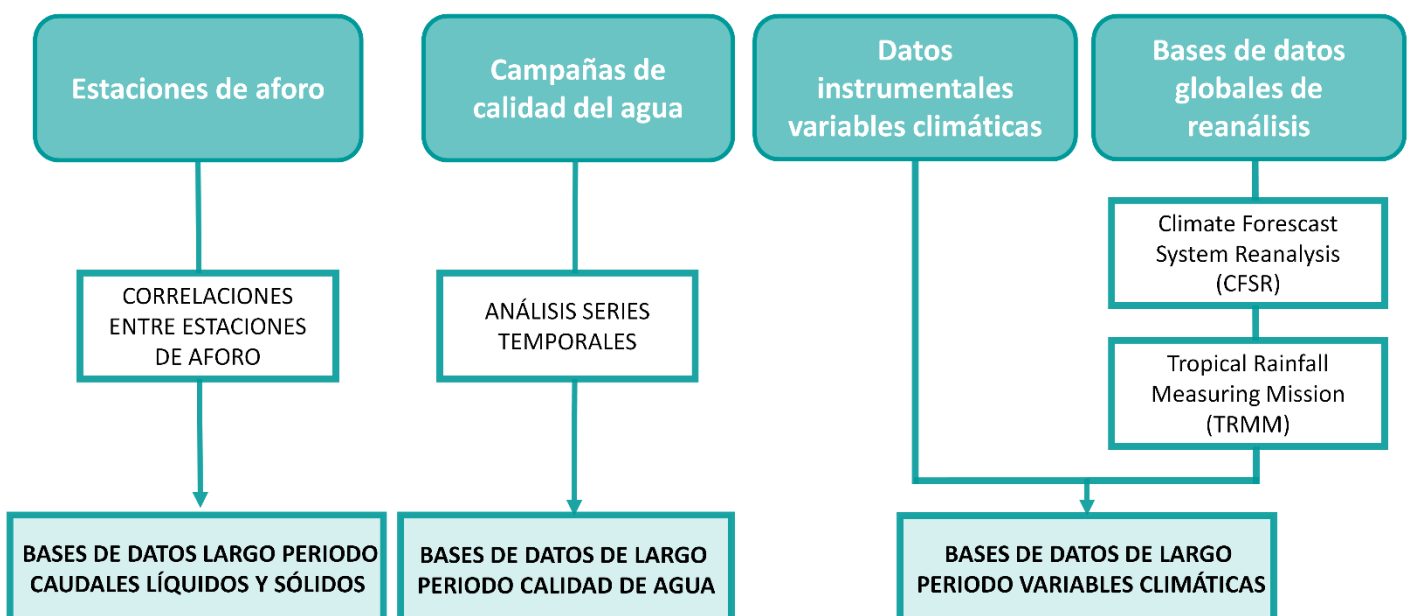 Estaciones de aforo
Campañas de
calidad del agua
Datos
instrumentales
variables climáticas
Bases de datos
globales de
reanálisis
CORRELACIONES
ENTRE ESTACIONES
DE AFORO
ANÁLISIS SERIES
TEMPORALES
Climate Forescast
System Reanalysis
(CFSR)
Tropical Rainfall
Measuring Mission
(TRMM)
BASES DE DATOS LARGO PERIODO
CAUDALES LÍQUIDOS Y SÓLIDOS
BASES DE DATOS DE LARGO
PERIODO CALIDAD DE AGUA
BASES DE DATOS DE LARGO
PERIODO VARIABLES CLIMÁTICAS